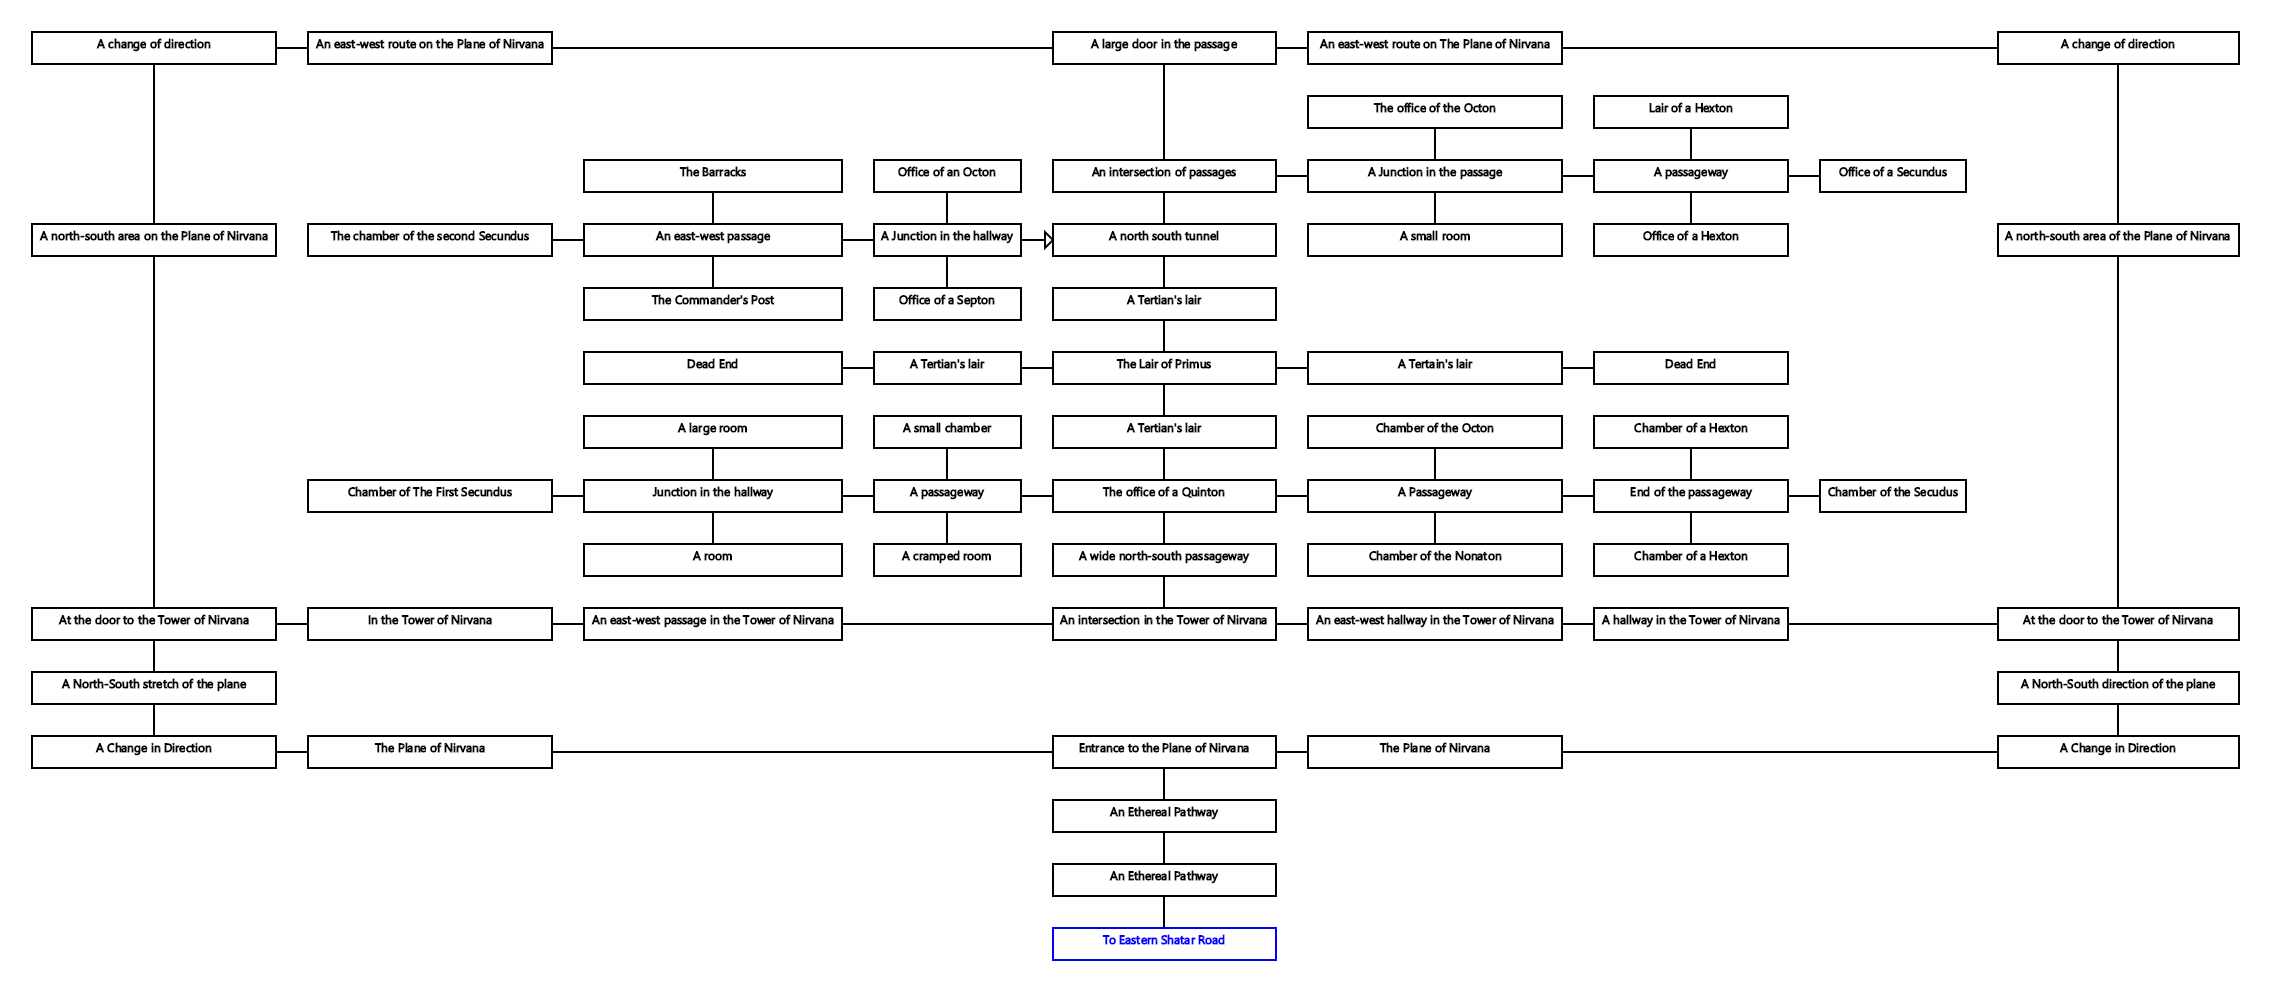 A change of direction
An east-west route on the Plane of Nirvana
A large door in the passage
An east-west route on The Plane of Nirvana
A change of direction
The office of the Octon
Lair of a Hexton
The Barracks
Office of an Octon
An intersection of passages
A Junction in the passage
A passageway
Office of a Secundus
A north-south area on the Plane of Nirvana
The chamber of the second Secundus
An east-west passage
A Junction in the hallway
A north south tunnel
A small room
Office of a Hexton
A north-south area of the Plane of Nirvana
The Commander's Post
Office of a Septon
A Tertian's lair
Dead End
A Tertian's lair
The Lair of Primus
A Tertain's lair
Dead End
A large room
A small chamber
A Tertian's lair
Chamber of the Octon
Chamber of a Hexton
Chamber of The First Secundus
Junction in the hallway
A passageway
The office of a Quinton
A Passageway
End of the passageway
Chamber of the Secudus
A room
A cramped room
A wide north-south passageway
Chamber of the Nonaton
Chamber of a Hexton
At the door to the Tower of Nirvana
In the Tower of Nirvana
An east-west passage in the Tower of Nirvana
An intersection in the Tower of Nirvana
An east-west hallway in the Tower of Nirvana
A hallway in the Tower of Nirvana
At the door to the Tower of Nirvana
A North-South stretch of the plane
A North-South direction of the plane
A Change in Direction
The Plane of Nirvana
Entrance to the Plane of Nirvana
The Plane of Nirvana
A Change in Direction
An Ethereal Pathway
An Ethereal Pathway
To Eastern Shatar Road